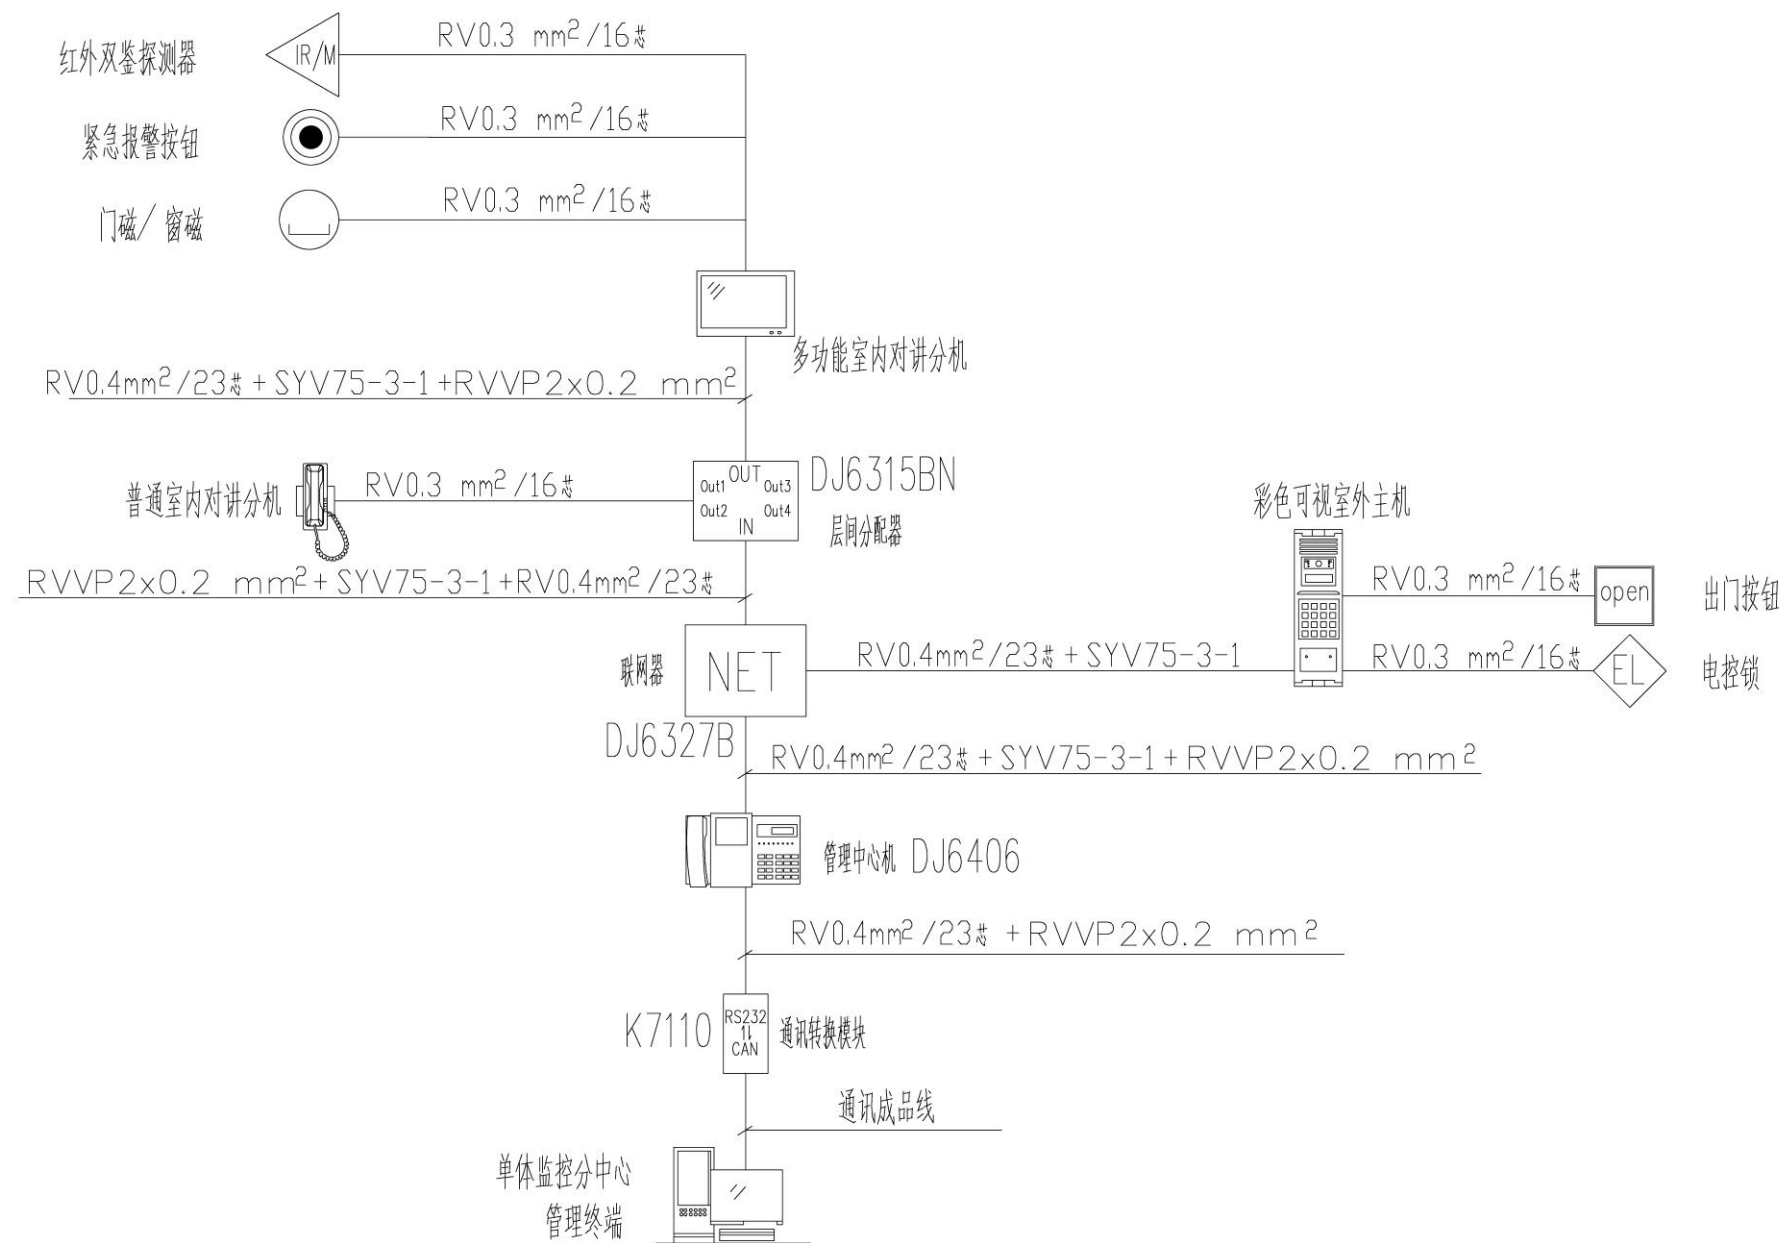 红外双鉴探测器
IR/M
RV0.3 mm²/16芯
紧急报警按钮
RV0.3 mm²/16芯
门磁/窗磁
RV0.3 mm²/16芯
多功能室内对讲分机
RV0.4mm²/23芯+SYV75-3-1+RVVP2x0.2 mm²
普通室内对讲分机
RV0.3 mm²/16芯
OUT
Out1 Out3
Out2 Out4
IN
DJ6315BN
层间分配器
彩色可视室外主机
RVVP2x0.2 mm²+SYV75-3-1+RV0.4mm²/23芯
RV0.3 mm²/16芯
open
出门按钮
联网器
NET
RV0.4mm²/23芯+SYV75-3-1
RV0.3 mm²/16芯
EL
电控锁
DJ6327B
RV0.4mm²/23芯+SYV75-3-1+RVVP2x0.2 mm²
管理中心机 DJ6406
RV0.4mm²/23芯+RVVP2x0.2 mm²
K7110
RS232
CAN
通讯转换模块
通讯成品线
单体监控分中心
管理终端